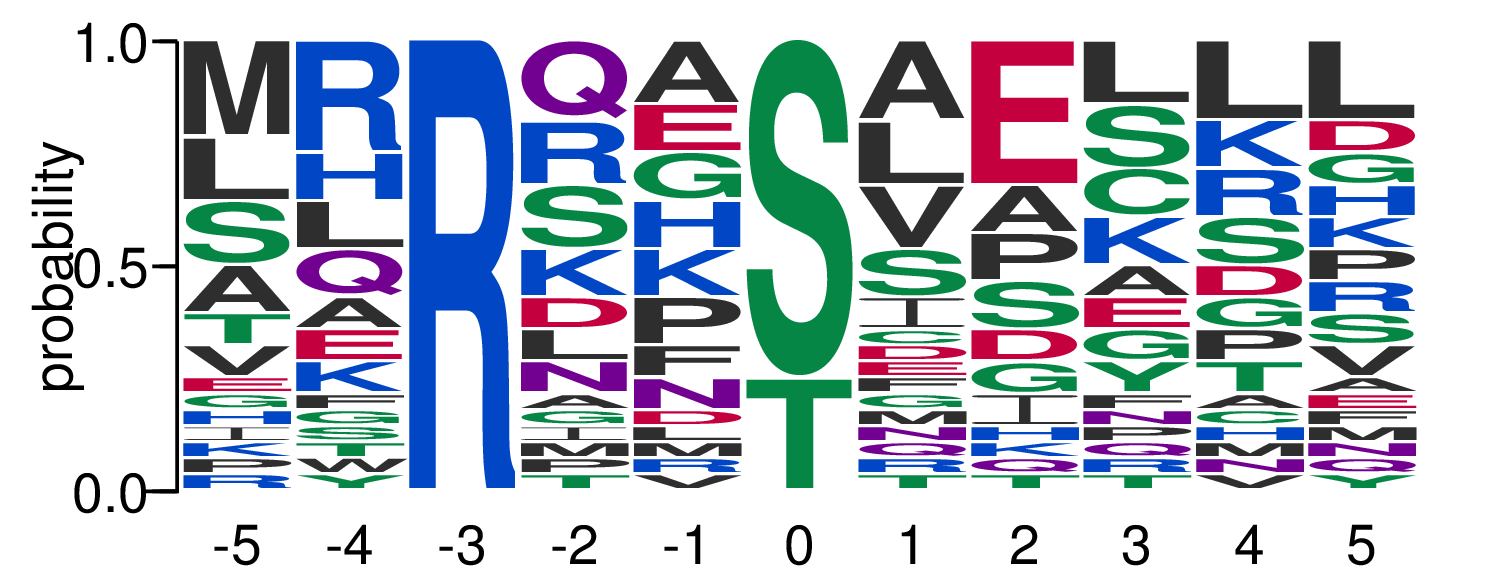 probability
1.0
0.5
0.0
M L S A T V E G H I K P R
R H L Q A E K F G S T W Y
R
Q R S K D L N A G I M P T
A E G H K P F N D L M R V
S T
A L V S I C D E F G M N Q R T
E A P S D G I H K Q T
L S C K A E G Y F N P Q R T
L K R S D G P T A C H M N V
L D G H K P R S V A E F M N Q Y
-5 -4 -3 -2 -1 0 1 2 3 4 5